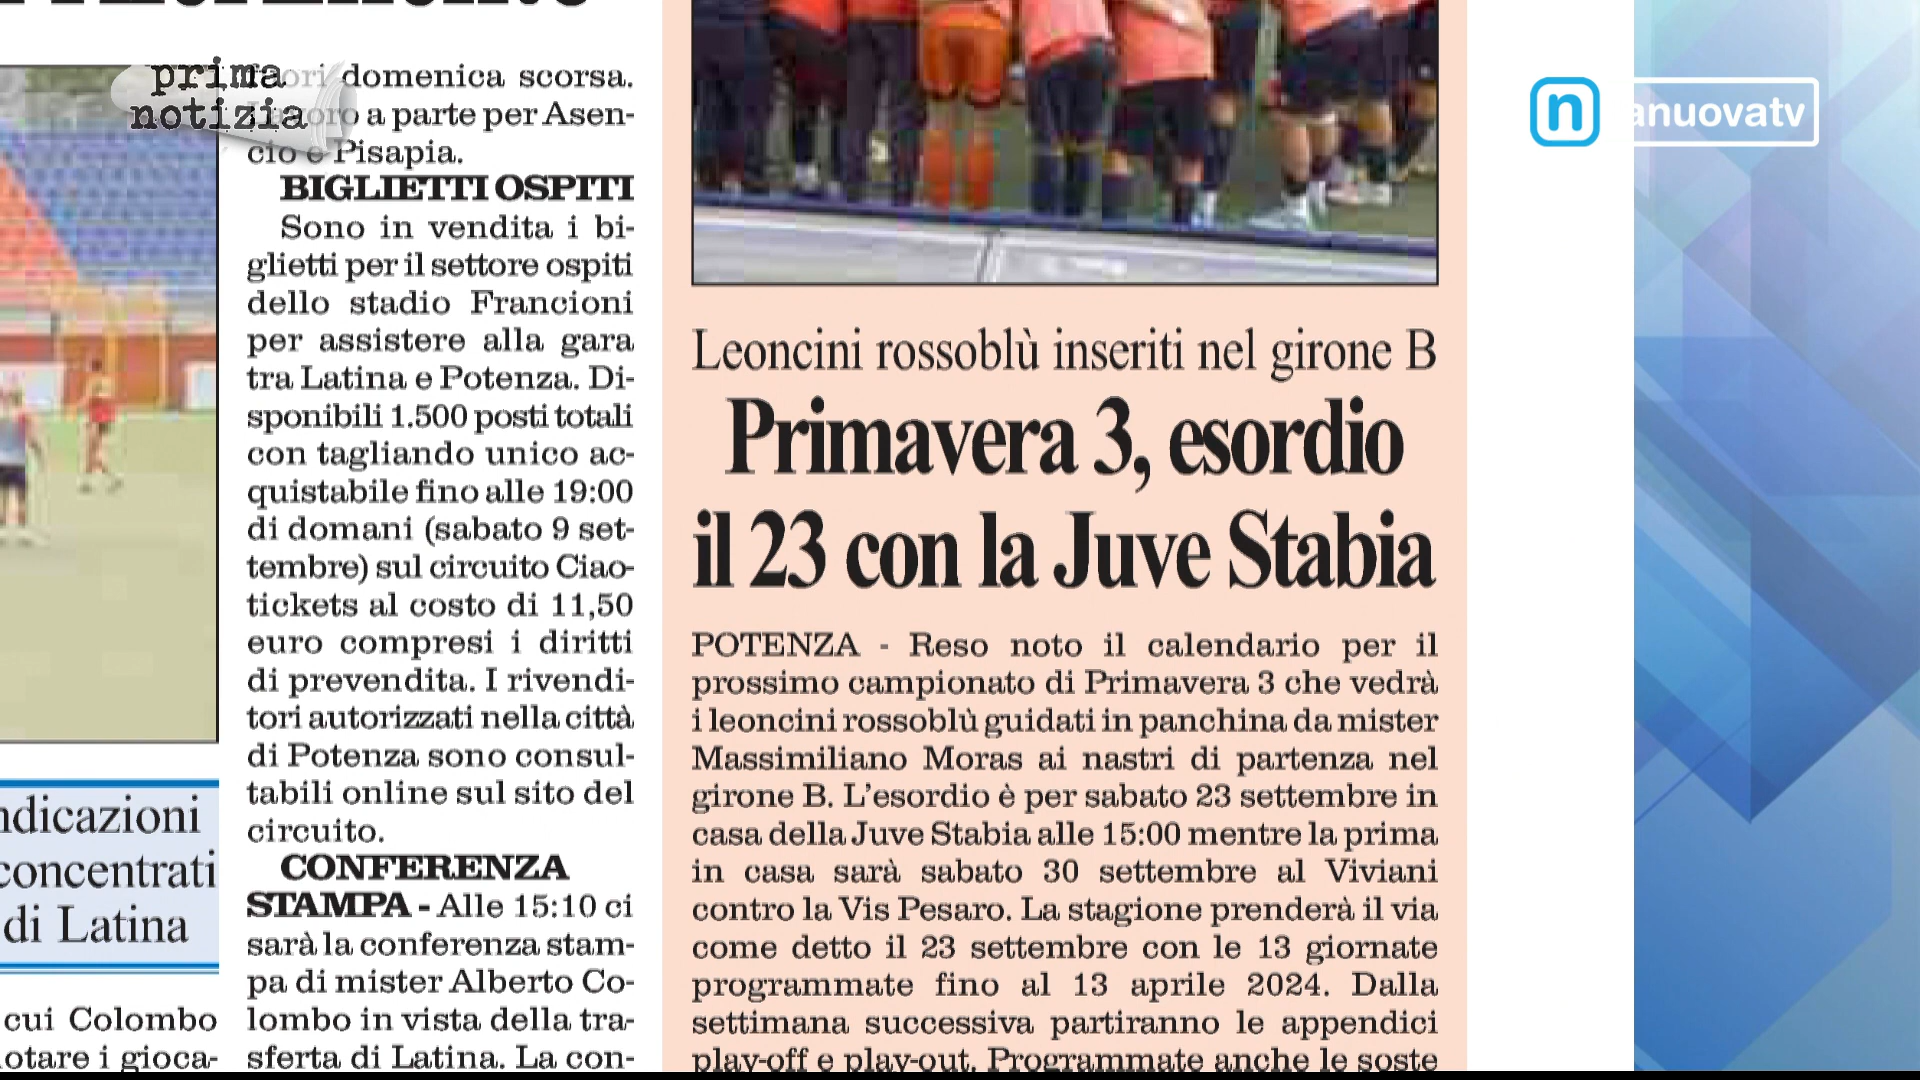 prima
notizia
anuovatv
domenica scorsa.
a parte per Asen-
cio e Pisapia.
BIGLIETTI OSPITI
Sono in vendita i bi-
glietti per il settore ospiti
dello stadio Francioni
per assistere alla gara
tra Latina e Potenza. Di-
sponibili 1.500 posti totali
con tagliando unico ac-
quistabile fino alle 19:00
di domani (sabato 9 set-
tembre) sul circuito Ciao-
tickets al costo di 11,50
euro compresi i diritti
di prevendita. I rivendi-
tori autorizzati nella città
di Potenza sono consul-
tabili online sul sito del
circuito.
CONFERENZA
STAMPA - Alle 15:10 ci
sarà la conferenza stam-
pa di mister Alberto Co-
lombo in vista della tra-
sferta di Latina. La con-
ndicazioni
concentrati
di Latina
cui Colombo
otare i gioca-
Leoncini rossoblù inseriti nel girone B
Primavera 3, esordio
il 23 con la Juve Stabia
POTENZA - Reso noto il calendario per il
prossimo campionato di Primavera 3 che vedrà
i leoncini rossoblù guidati in panchina da mister
Massimiliano Moras ai nastri di partenza nel
girone B. L'esordio è per sabato 23 settembre in
casa della Juve Stabia alle 15:00 mentre la prima
in casa sarà sabato 30 settembre al Viviani
contro la Vis Pesaro. La stagione prenderà il via
come detto il 23 settembre con le 13 giornate
programmate fino al 13 aprile 2024. Dalla
settimana successiva partiranno le appendici
play-off e play-out. Programmate anche le soste